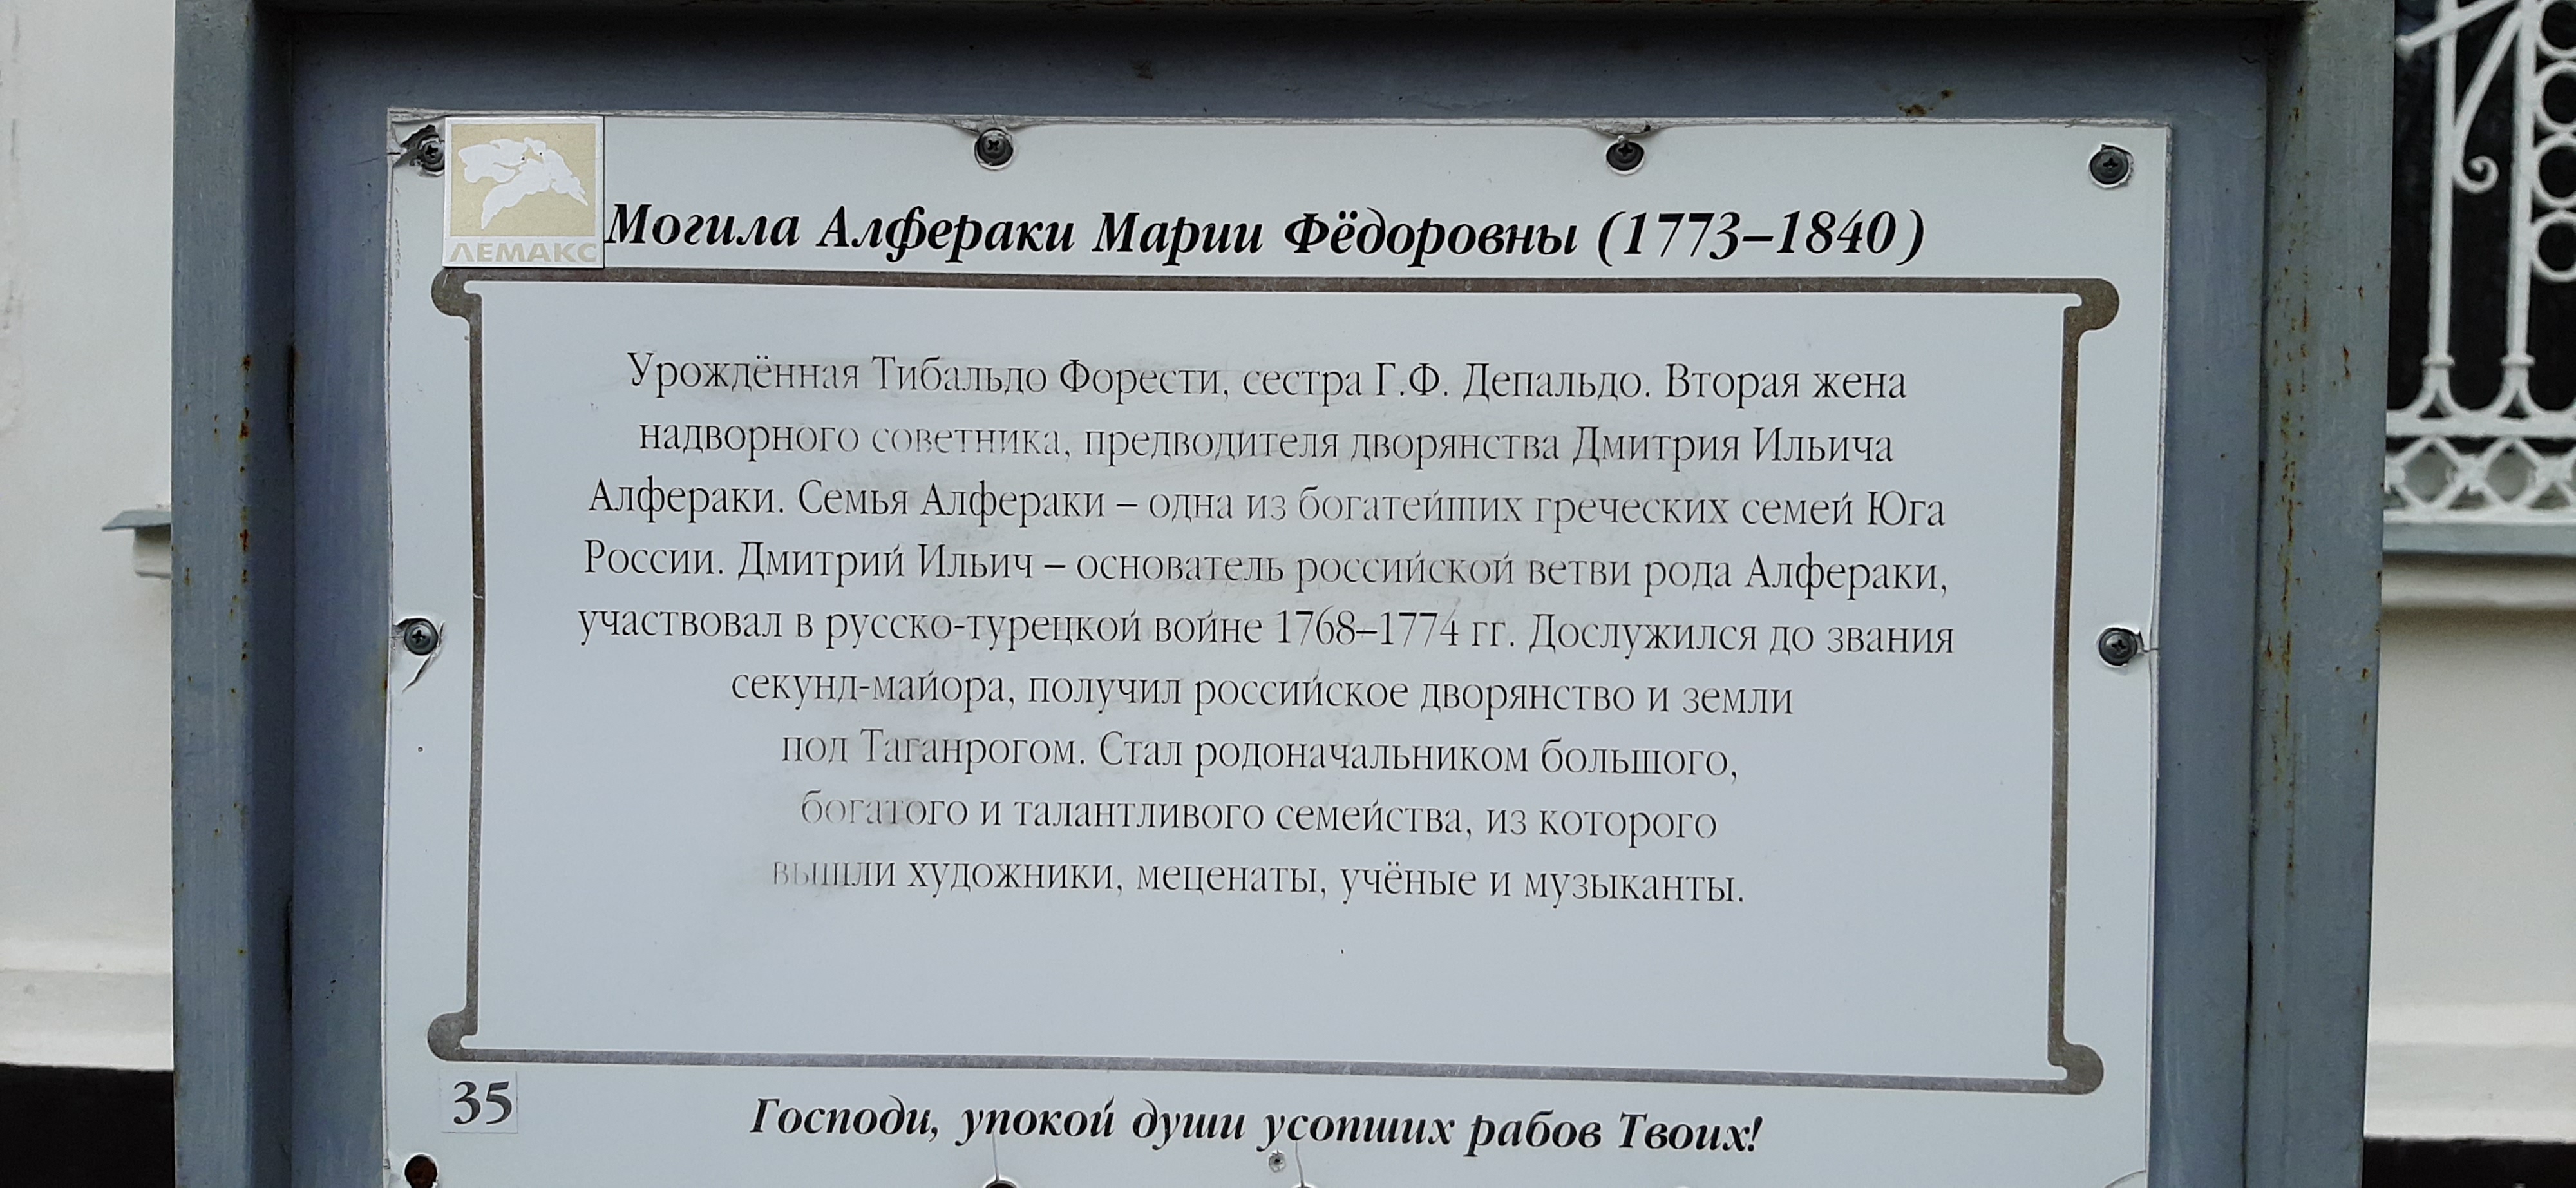 ЛЕМАКС
Могила Алфераки Марии Фёдоровны (1773–1840)
Урождённая Тибальдо Форести, сестра Г.Ф. Депальдо. Вторая жена
надворного советника, предводителя дворянства Дмитрия Ильича
Алфераки. Семья Алфераки – одна из богатейших греческих семей Юга
России. Дмитрий Ильич – основатель российской ветви рода Алфераки,
участвовал в русско-турецкой войне 1768–1774 гг. Дослужился до звания
секунд-майора, получил российское дворянство и земли
под Таганрогом. Стал родоначальником большого,
богатого и талантливого семейства, из которого
вышли художники, меценаты, учёные и музыканты.
35
Господи, упокой души усопших рабов Твоих!